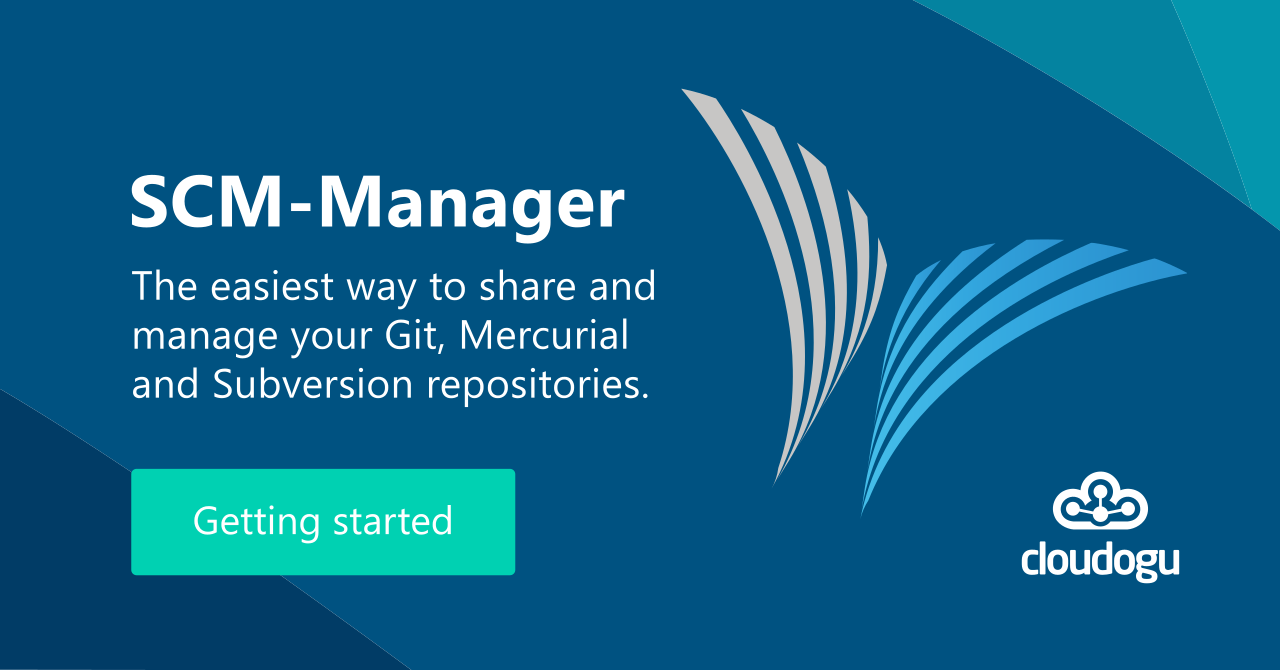 SCM-Manager
The easiest way to share and
manage your Git, Mercurial
and Subversion repositories.
Getting started
cloudogu